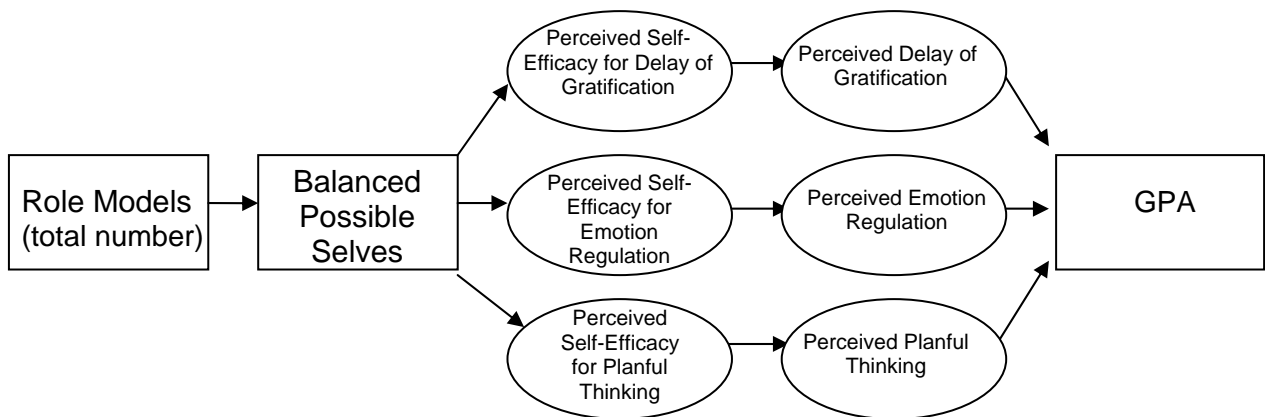 Role Models
(total number)
Balanced
Possible
Selves
Perceived Self-
Efficacy for Delay of
Gratification
Perceived Delay of
Gratification
Perceived Self-
Efficacy for
Emotion
Regulation
Perceived Emotion
Regulation
Perceived
Self-Efficacy
for Planful
Thinking
Perceived Planful
Thinking
GPA